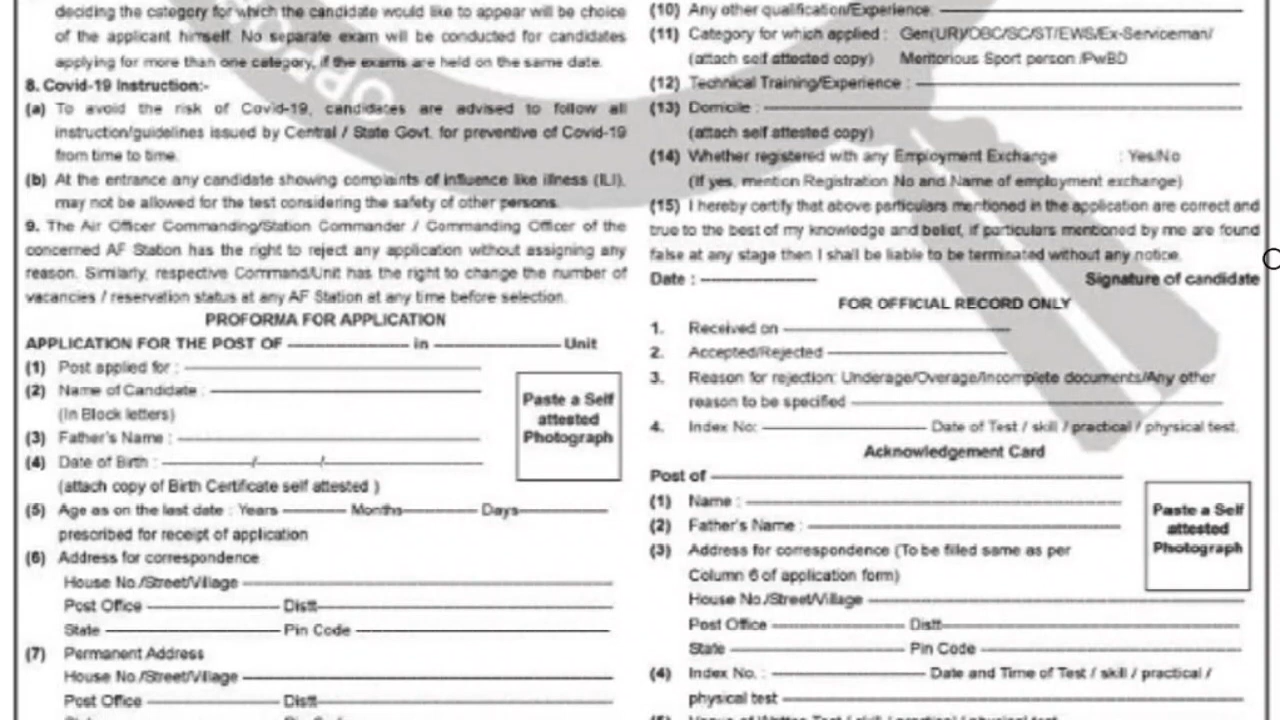 deciding the category for which the candidate would like to appear will be choice
of the applicant himself. No separate exam will be conducted for candidates
applying for more than one category, if the exams are held on the same date.
8. Covid-19 Instruction:-
(a) To avoid the risk of Covid-19, candidates are advised to follow all
instruction/guidelines issued by Central / State Govt. for preventive of Covid-19
from time to time.
(b) At the entrance any candidate showing complaints of influence like illness (ILI),
may not be allowed for the test considering the safety of other persons.
9. The Air Officer Commanding/Station Commander / Commanding Officer of the
concerned AF Station has the right to reject any application without assigning any
reason. Similarly, respective Command/Unit has the right to change the number of
vacancies / reservation status at any AF Station at any time before selection.
PROFORMA FOR APPLICATION
APPLICATION FOR THE POST OF ———— in ———— Unit
(1) Post applied for : ————
(2) Name of Candidate : ————
(In Block letters)
(3) Father's Name : ————
(4) Date of Birth : ————/————/————
(attach copy of Birth Certificate self attested )
Paste a Self
attested
Photograph
(5) Age as on the last date : Years ———— Months———— Days————
prescribed for receipt of application
(6) Address for correspondence
House No./Street/Village ————
Post Office ———— Distt————
State ———— Pin Code ————
(7) Permanent Address
House No./Street/Village ————
Post Office ———— Distt————
State ———— Pin Code ————
(10) Any other qualification/Experience: ————
(11) Category for which applied : Gen(UR)/OBC/SC/ST/EWS/Ex-Serviceman/
(attach self attested copy) Meritorious Sport person /PwBD
(12) Technical Training/Experience : ————
(13) Domicile : ————
(attach self attested copy)
(14) Whether registered with any Employment Exchange : Yes/No
(If yes, mention Registration No and Name of employment exchange)
(15) I hereby certify that above particulars mentioned in the application are correct and
true to the best of my knowledge and belief, if particulars mentioned by me are found
false at any stage then I shall be liable to be terminated without any notice.
Date : ———— Signature of candidate
FOR OFFICIAL RECORD ONLY
1. Received on ————
2. Accepted/Rejected ————
3. Reason for rejection: Underage/Overage/Incomplete documents/Any other
reason to be specified ————
4. Index No: ———— Date of Test / skill / practical / physical test.
Acknowledgement Card
Post of ————
(1) Name : ————
(2) Father's Name : ————
(3) Address for correspondence (To be filled same as per
Column 6 of application form)
Paste a Self
attested
Photograph
House No./Street/Village ————
Post Office ———— Distt————
State ———— Pin Code ————
(4) Index No. : ———— Date and Time of Test / skill / practical /
physical test ————
(5) Venue of Written Test / skill / practical / physical test